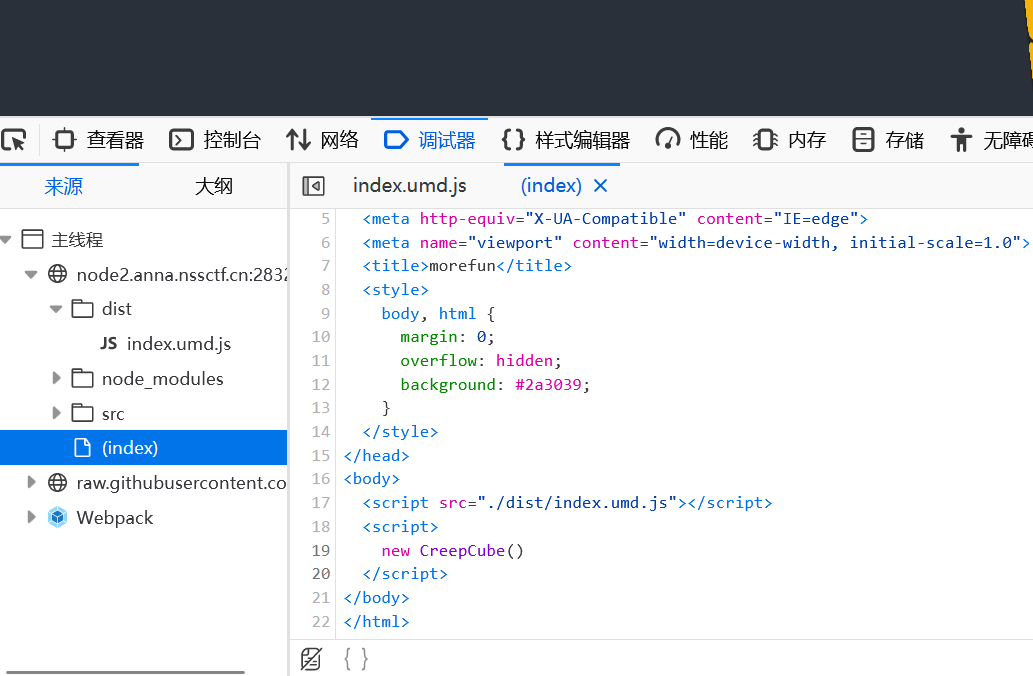 查看器 控制台 网络 调试器 样式编辑器 性能 内存 存储 无障碍
来源 大纲 index.umd.js (index)
主线程
node2.anna.nssctf.cn:2832
dist
JS index.umd.js
node_modules
src
(index)
raw.githubusercontent.co
Webpack
5 <meta http-equiv="X-UA-Compatible" content="IE=edge">
6 <meta name="viewport" content="width=device-width, initial-scale=1.0">
7 <title>morefun</title>
8 <style>
9 body, html {
10 margin: 0;
11 overflow: hidden;
12 background: #2a3039;
13 }
14 </style>
15 </head>
16 <body>
17 <script src="./dist/index.umd.js"></script>
18 <script>
19 new CreepCube()
20 </script>
21 </body>
22 </html>
{ }